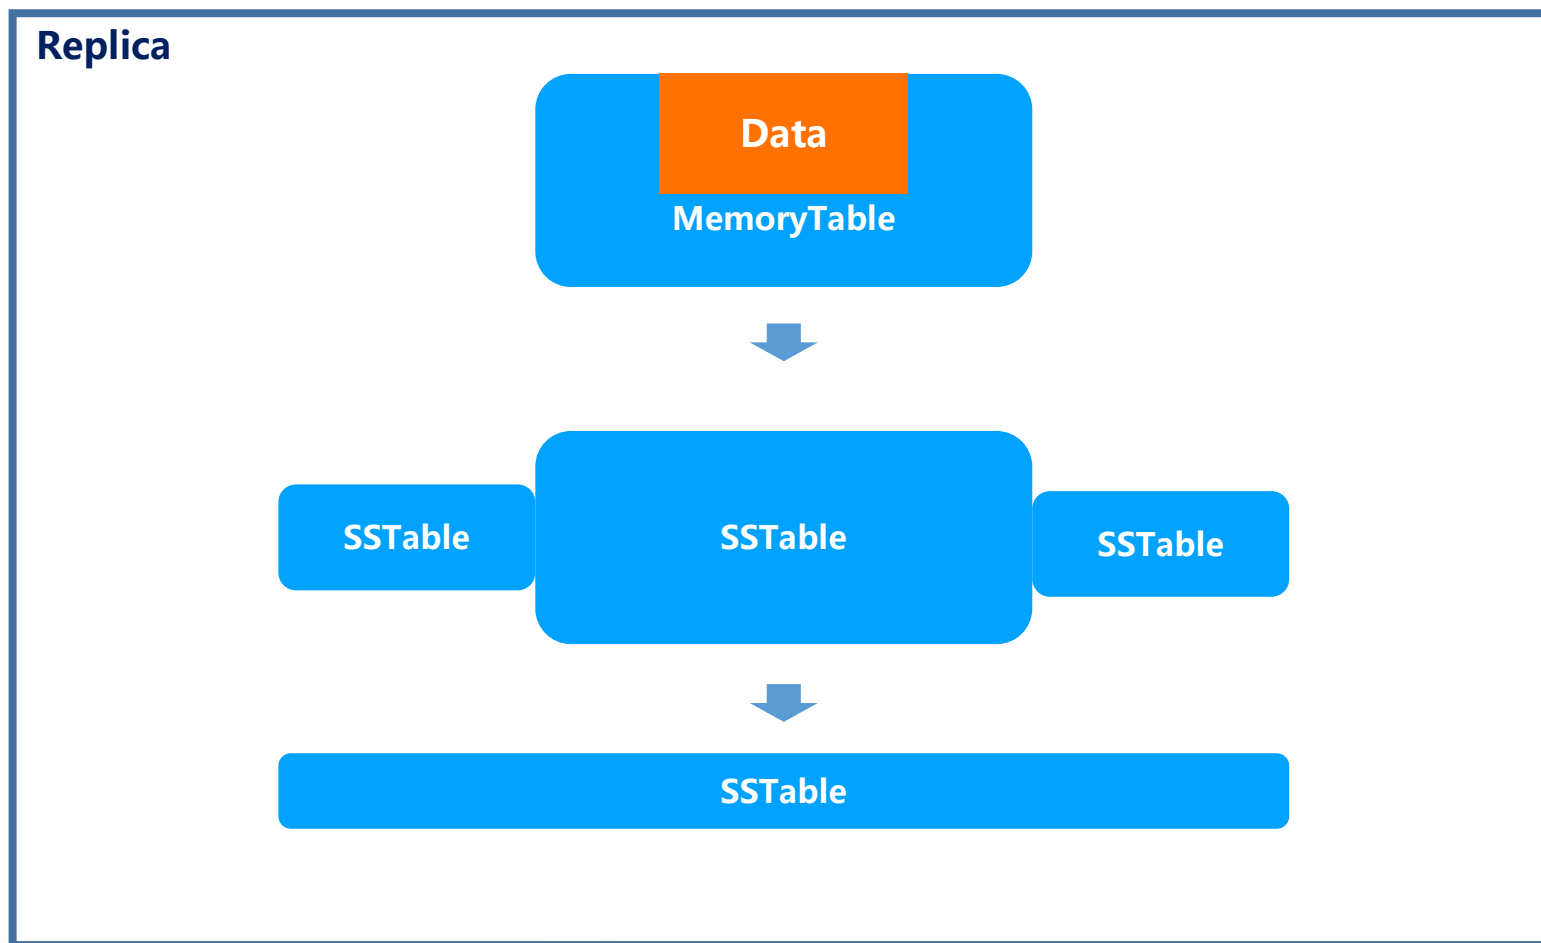 Replica
Data
MemoryTable
SSTable
SSTable
SSTable
SSTable